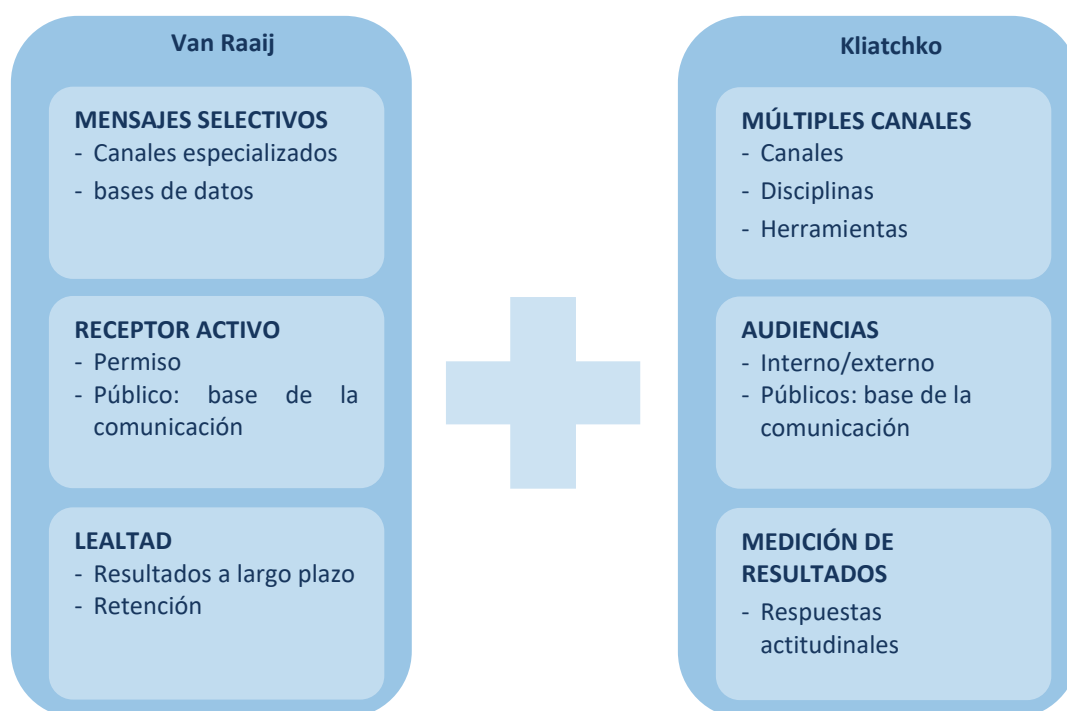 Van Raaij
MENSAJES SELECTIVOS
- Canales especializados
- bases de datos
RECEPTOR ACTIVO
- Permiso
- Público: base de la
comunicación
LEALTAD
- Resultados a largo plazo
- Retención
Kliatchko
MÚLTIPLES CANALES
- Canales
- Disciplinas
- Herramientas
AUDIENCIAS
- Interno/externo
- Públicos: base de la
comunicación
MEDICIÓN DE
RESULTADOS
- Respuestas
actitudinales